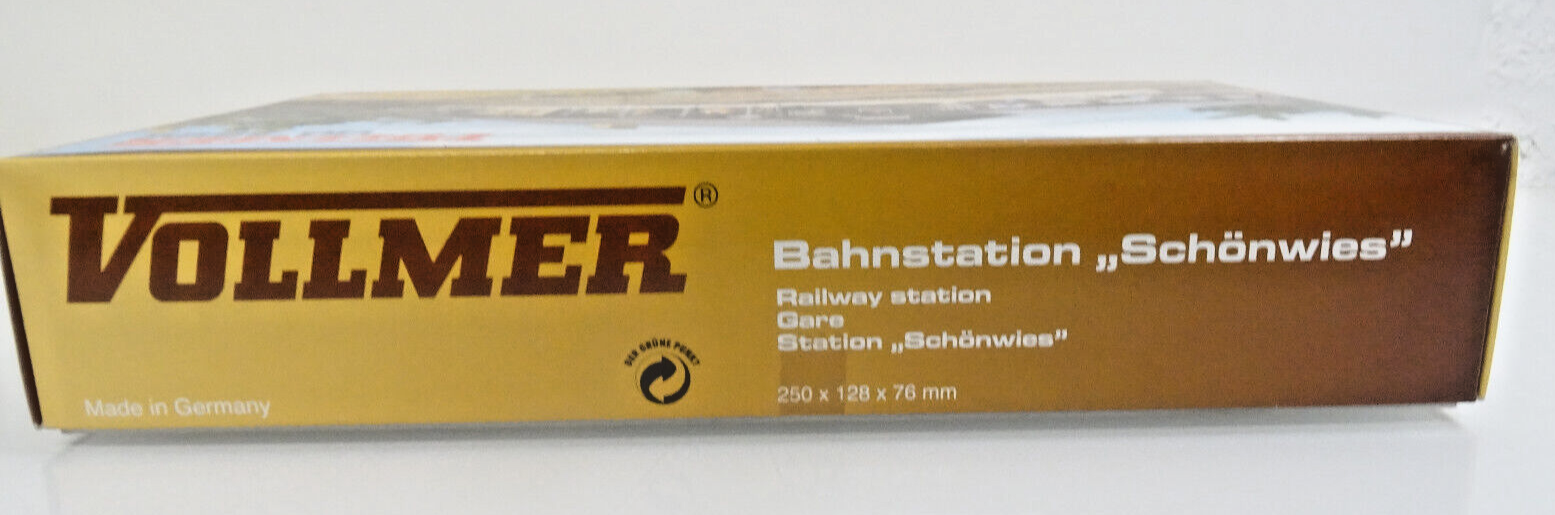 VOLLMER®
Bahnstation „Schönwies”
Railway station
Gare
Station „Schönwies”
DER GRÜNE PUNKT
Made in Germany
250 x 128 x 76 mm